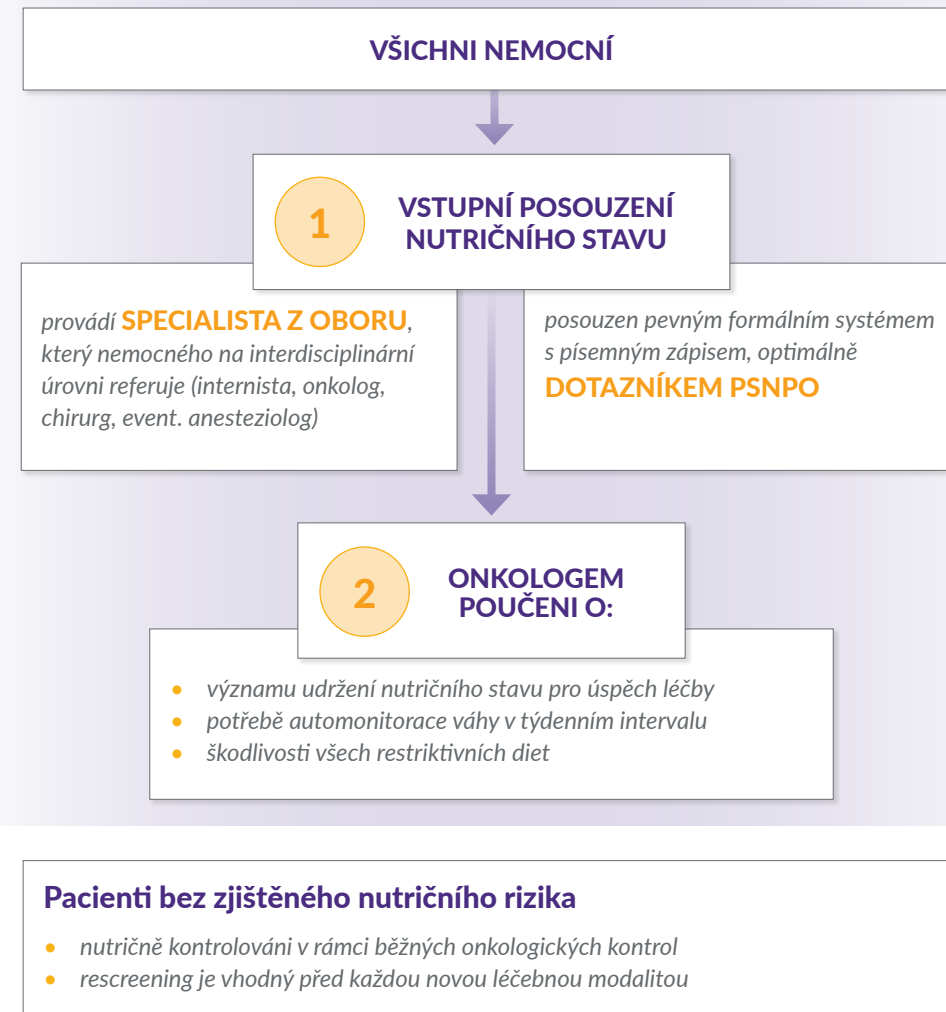 VŠICHNI NEMOCNÍ
1
VSTUPNÍ POSOUZENÍ
NUTRIČNÍHO STAVU
provádí SPECIALISTA Z OBORU,
který nemocného na interdisciplinární
úrovni referuje (internista, onkolog,
chirurg, event. anesteziolog)
posouzen pevným formálním systémem
s písemným zápisem, optimálně
DOTAZNÍKEM PSNPO
2
ONKOLOGEM
POUČENI O:
• významu udržení nutričního stavu pro úspěch léčby
• potřebě automonitorace váhy v týdenním intervalu
• škodlivosti všech restriktivních diet
Pacienti bez zjištěného nutričního rizika
• nutričně kontrolováni v rámci běžných onkologických kontrol
• rescreening je vhodný před každou novou léčebnou modalitou